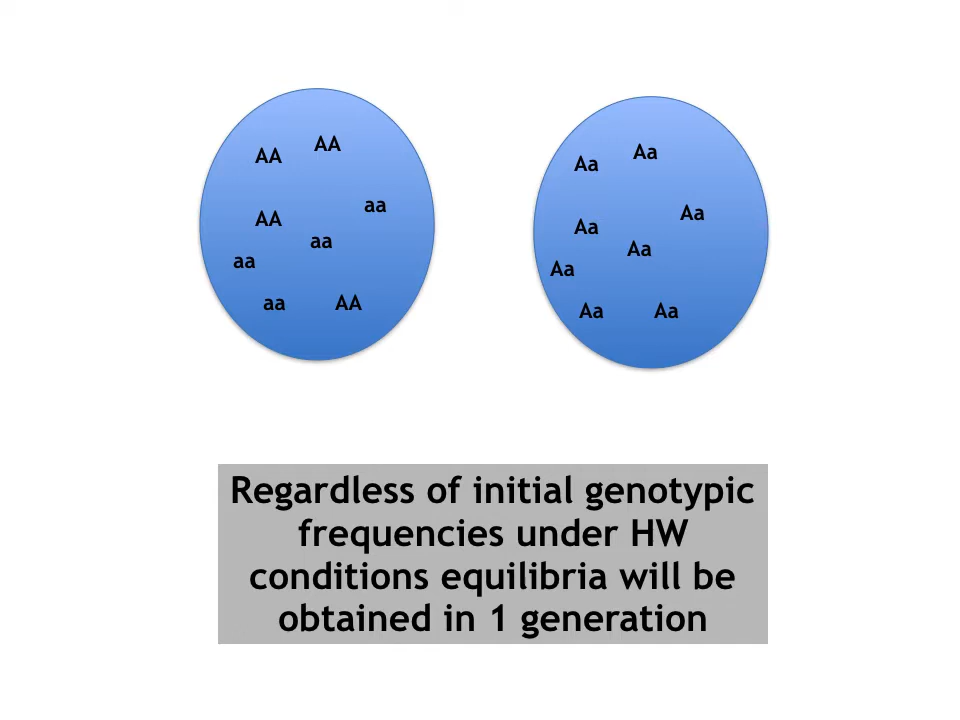 AA AA
AA aa
aa aa
aa AA
Aa Aa
Aa Aa
Aa Aa
Aa Aa
Regardless of initial genotypic
frequencies under HW
conditions equilibria will be
obtained in 1 generation